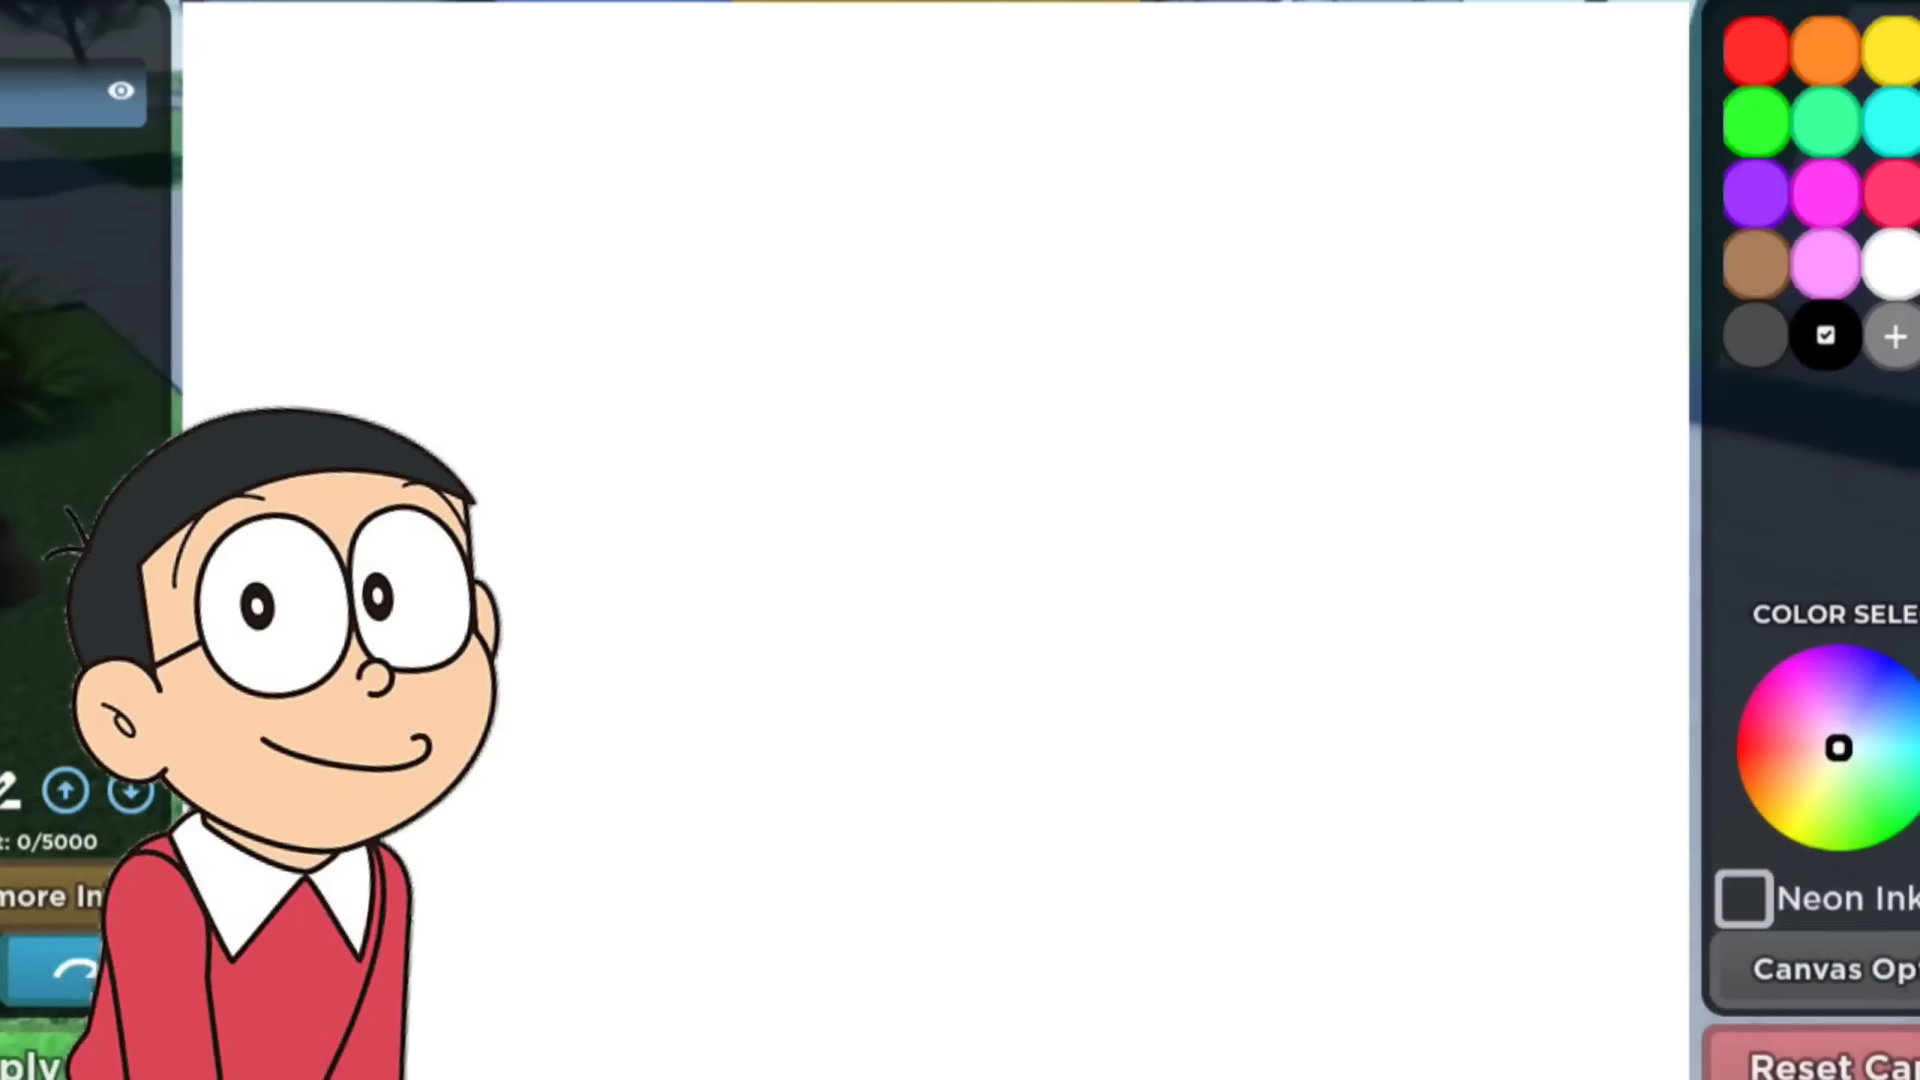 t: 0/5000
more In
ply
COLOR SELE
Neon Ink
Canvas Op
Reset Ca